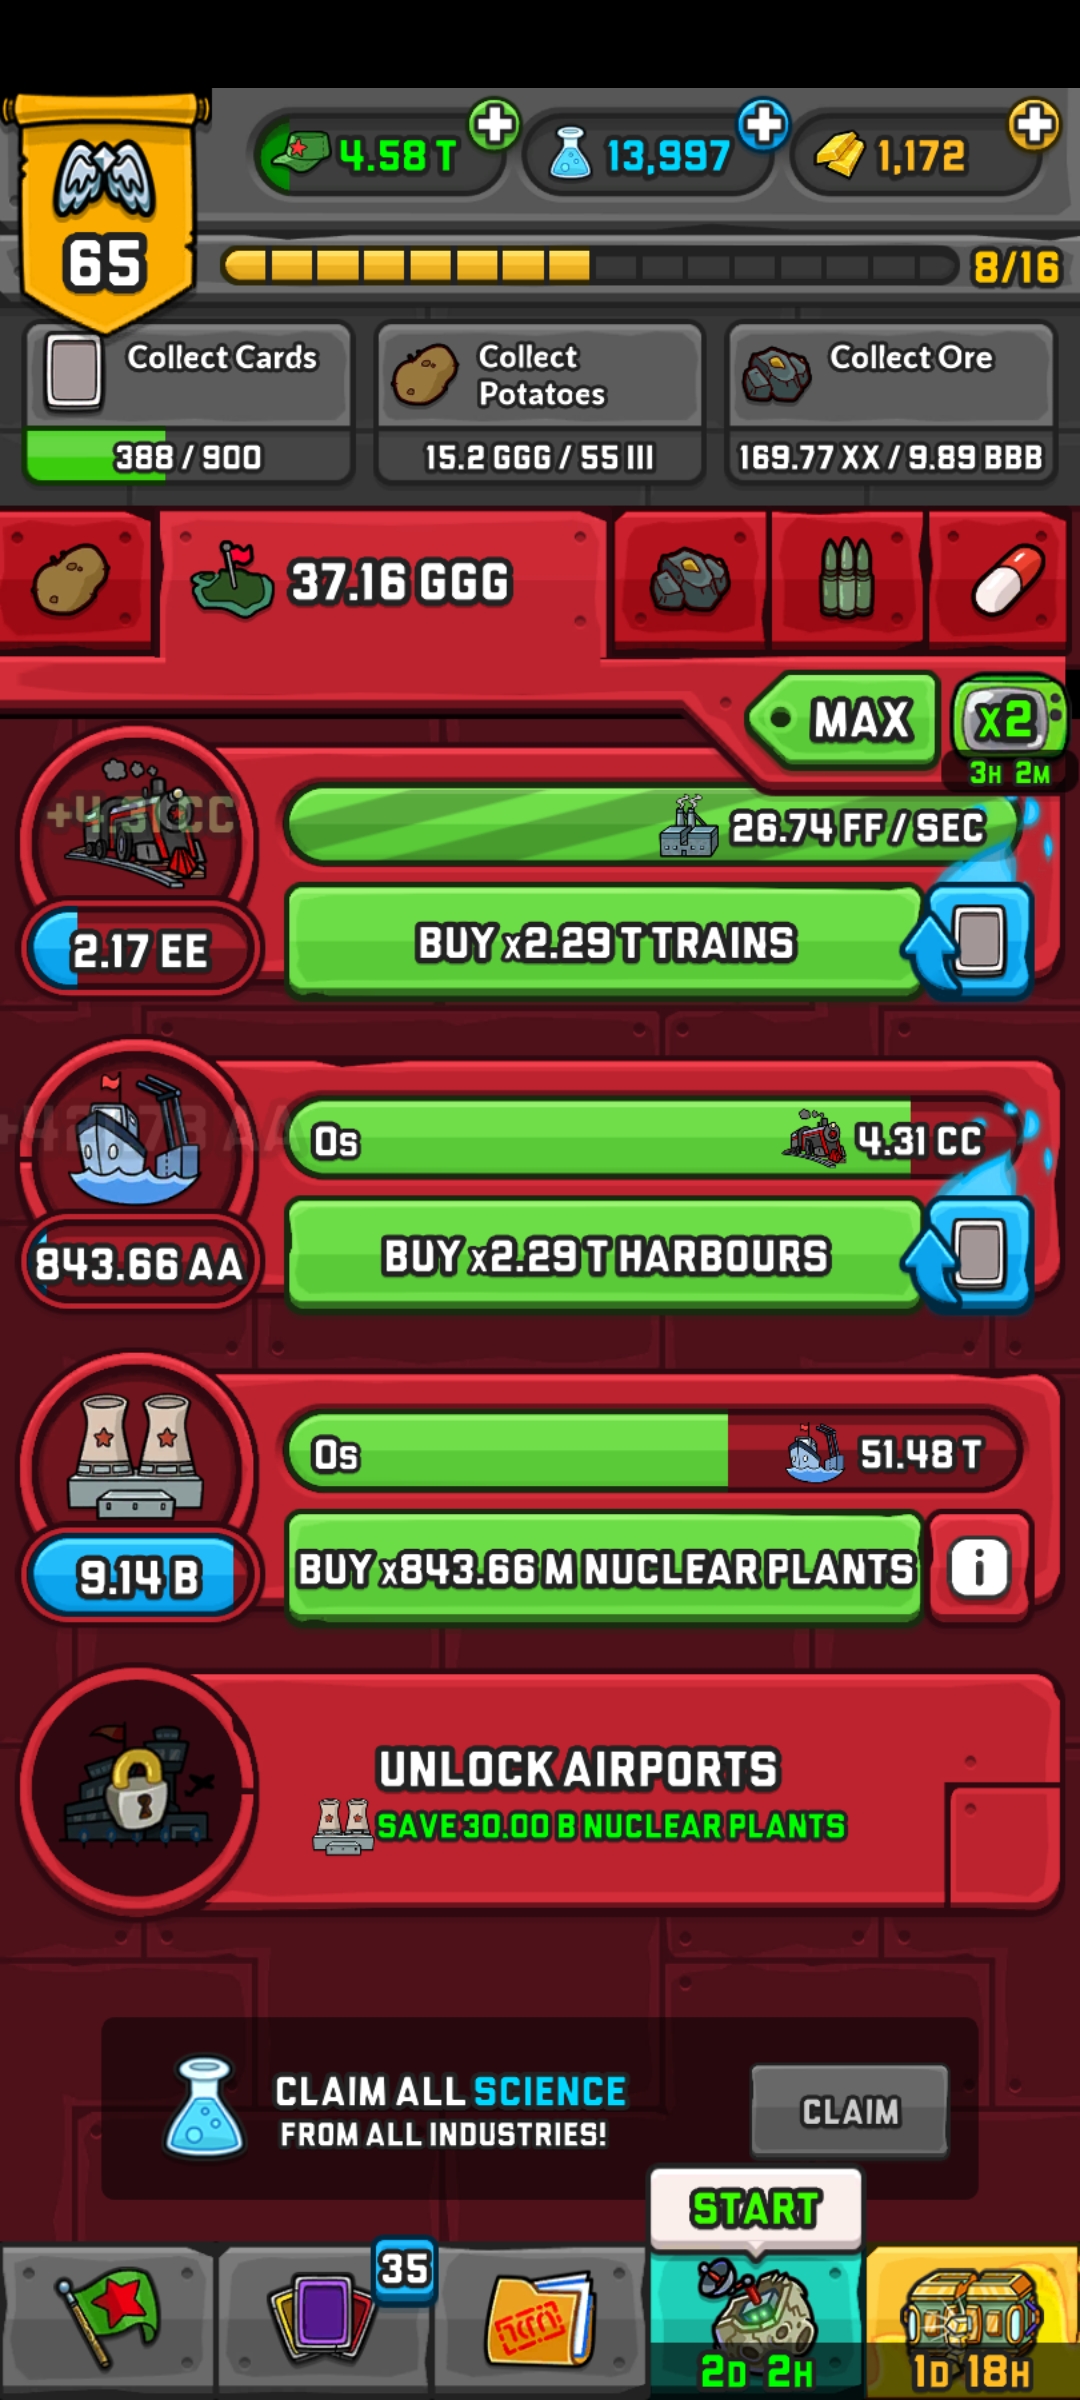 4.58 T
13,997
1,172
65
8/16
Collect Cards
388 / 900
Collect
Potatoes
15.2 GGG / 55 III
Collect Ore
169.77 XX / 9.89 BBB
37.16 GGG
MAX
x2
3H 2M
+4.31 CC
26.74 FF / SEC
2.17 EE
BUY x2.29 T TRAINS
0s
4.31 CC
843.66 AA
BUY x2.29 T HARBOURS
0s
51.48 T
9.14 B
BUY x843.66 M NUCLEAR PLANTS
i
UNLOCK AIRPORTS
SAVE 30.00 B NUCLEAR PLANTS
CLAIM ALL SCIENCE
FROM ALL INDUSTRIES!
CLAIM
START
35
2D 2H
1D 18H